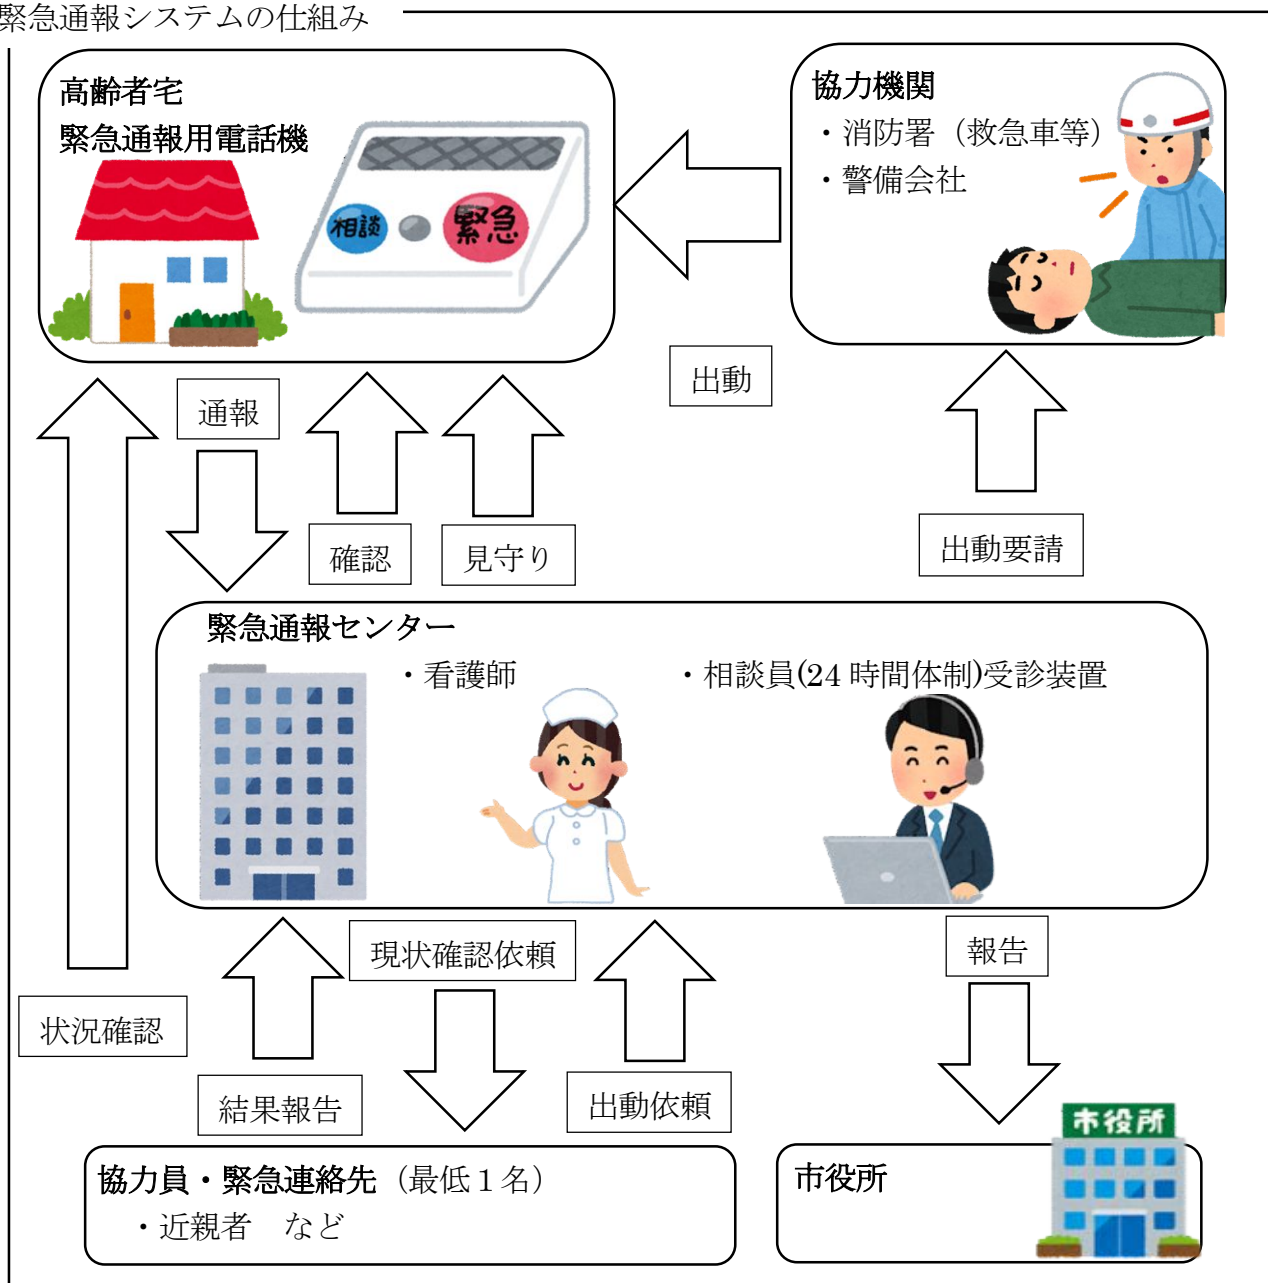 緊急通報システムの仕組み
高齢者宅
緊急通報用電話機
相談
緊急
協力機関
・消防署（救急車等）
・警備会社
出動
通報
確認
見守り
出動要請
緊急通報センター
・看護師
・相談員(24時間体制)受診装置
現状確認依頼
報告
状況確認
結果報告
出動依頼
協力員・緊急連絡先（最低１名）
・近親者　など
市役所
市役所